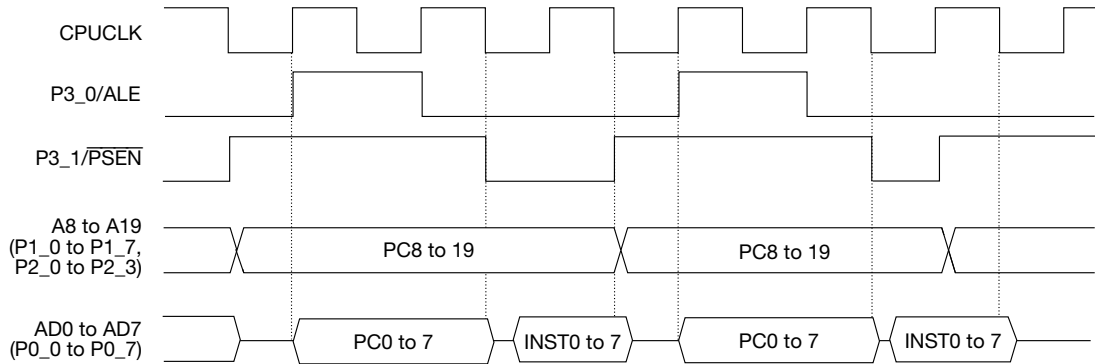 CPUCLK
P3_0/ALE
P3_1/PSEN
A8 to A19
(P1_0 to P1_7,
P2_0 to P2_3)
PC8 to 19
PC8 to 19
AD0 to AD7
(P0_0 to P0_7)
PC0 to 7
INST0 to 7
PC0 to 7
INST0 to 7